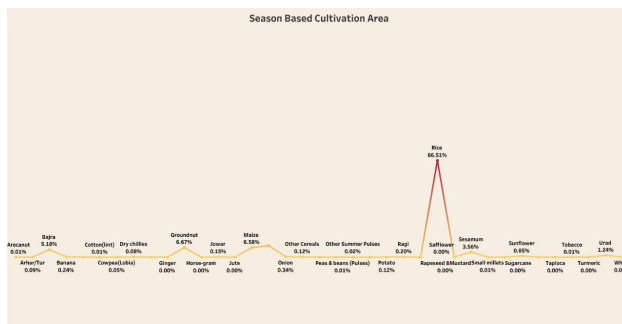 Season Based Cultivation Area
Rice
66.51%
Arecanut
0.01%
Bajra
5.18%
Cotton(lint)
0.01%
Dry chillies
0.08%
Groundnut
6.67%
Jowar
0.15%
Maize
6.58%
Other Cereals
0.12%
Other Summer Pulses
0.02%
Ragi
0.20%
Safflower
0.00%
Sesamum
3.56%
Sunflower
0.85%
Tobacco
0.01%
Urad
1.24%
Arhar/Tur
0.09%
Banana
0.24%
Cowpea(Lobia)
0.05%
Ginger
0.00%
Horse-gram
0.00%
Jute
0.00%
Onion
0.34%
Peas & beans (Pulses)
0.01%
Potato
0.12%
Rapeseed &Mustard
0.00%
Small millets
0.01%
Sugarcane
0.00%
Tapioca
0.00%
Turmeric
0.00%